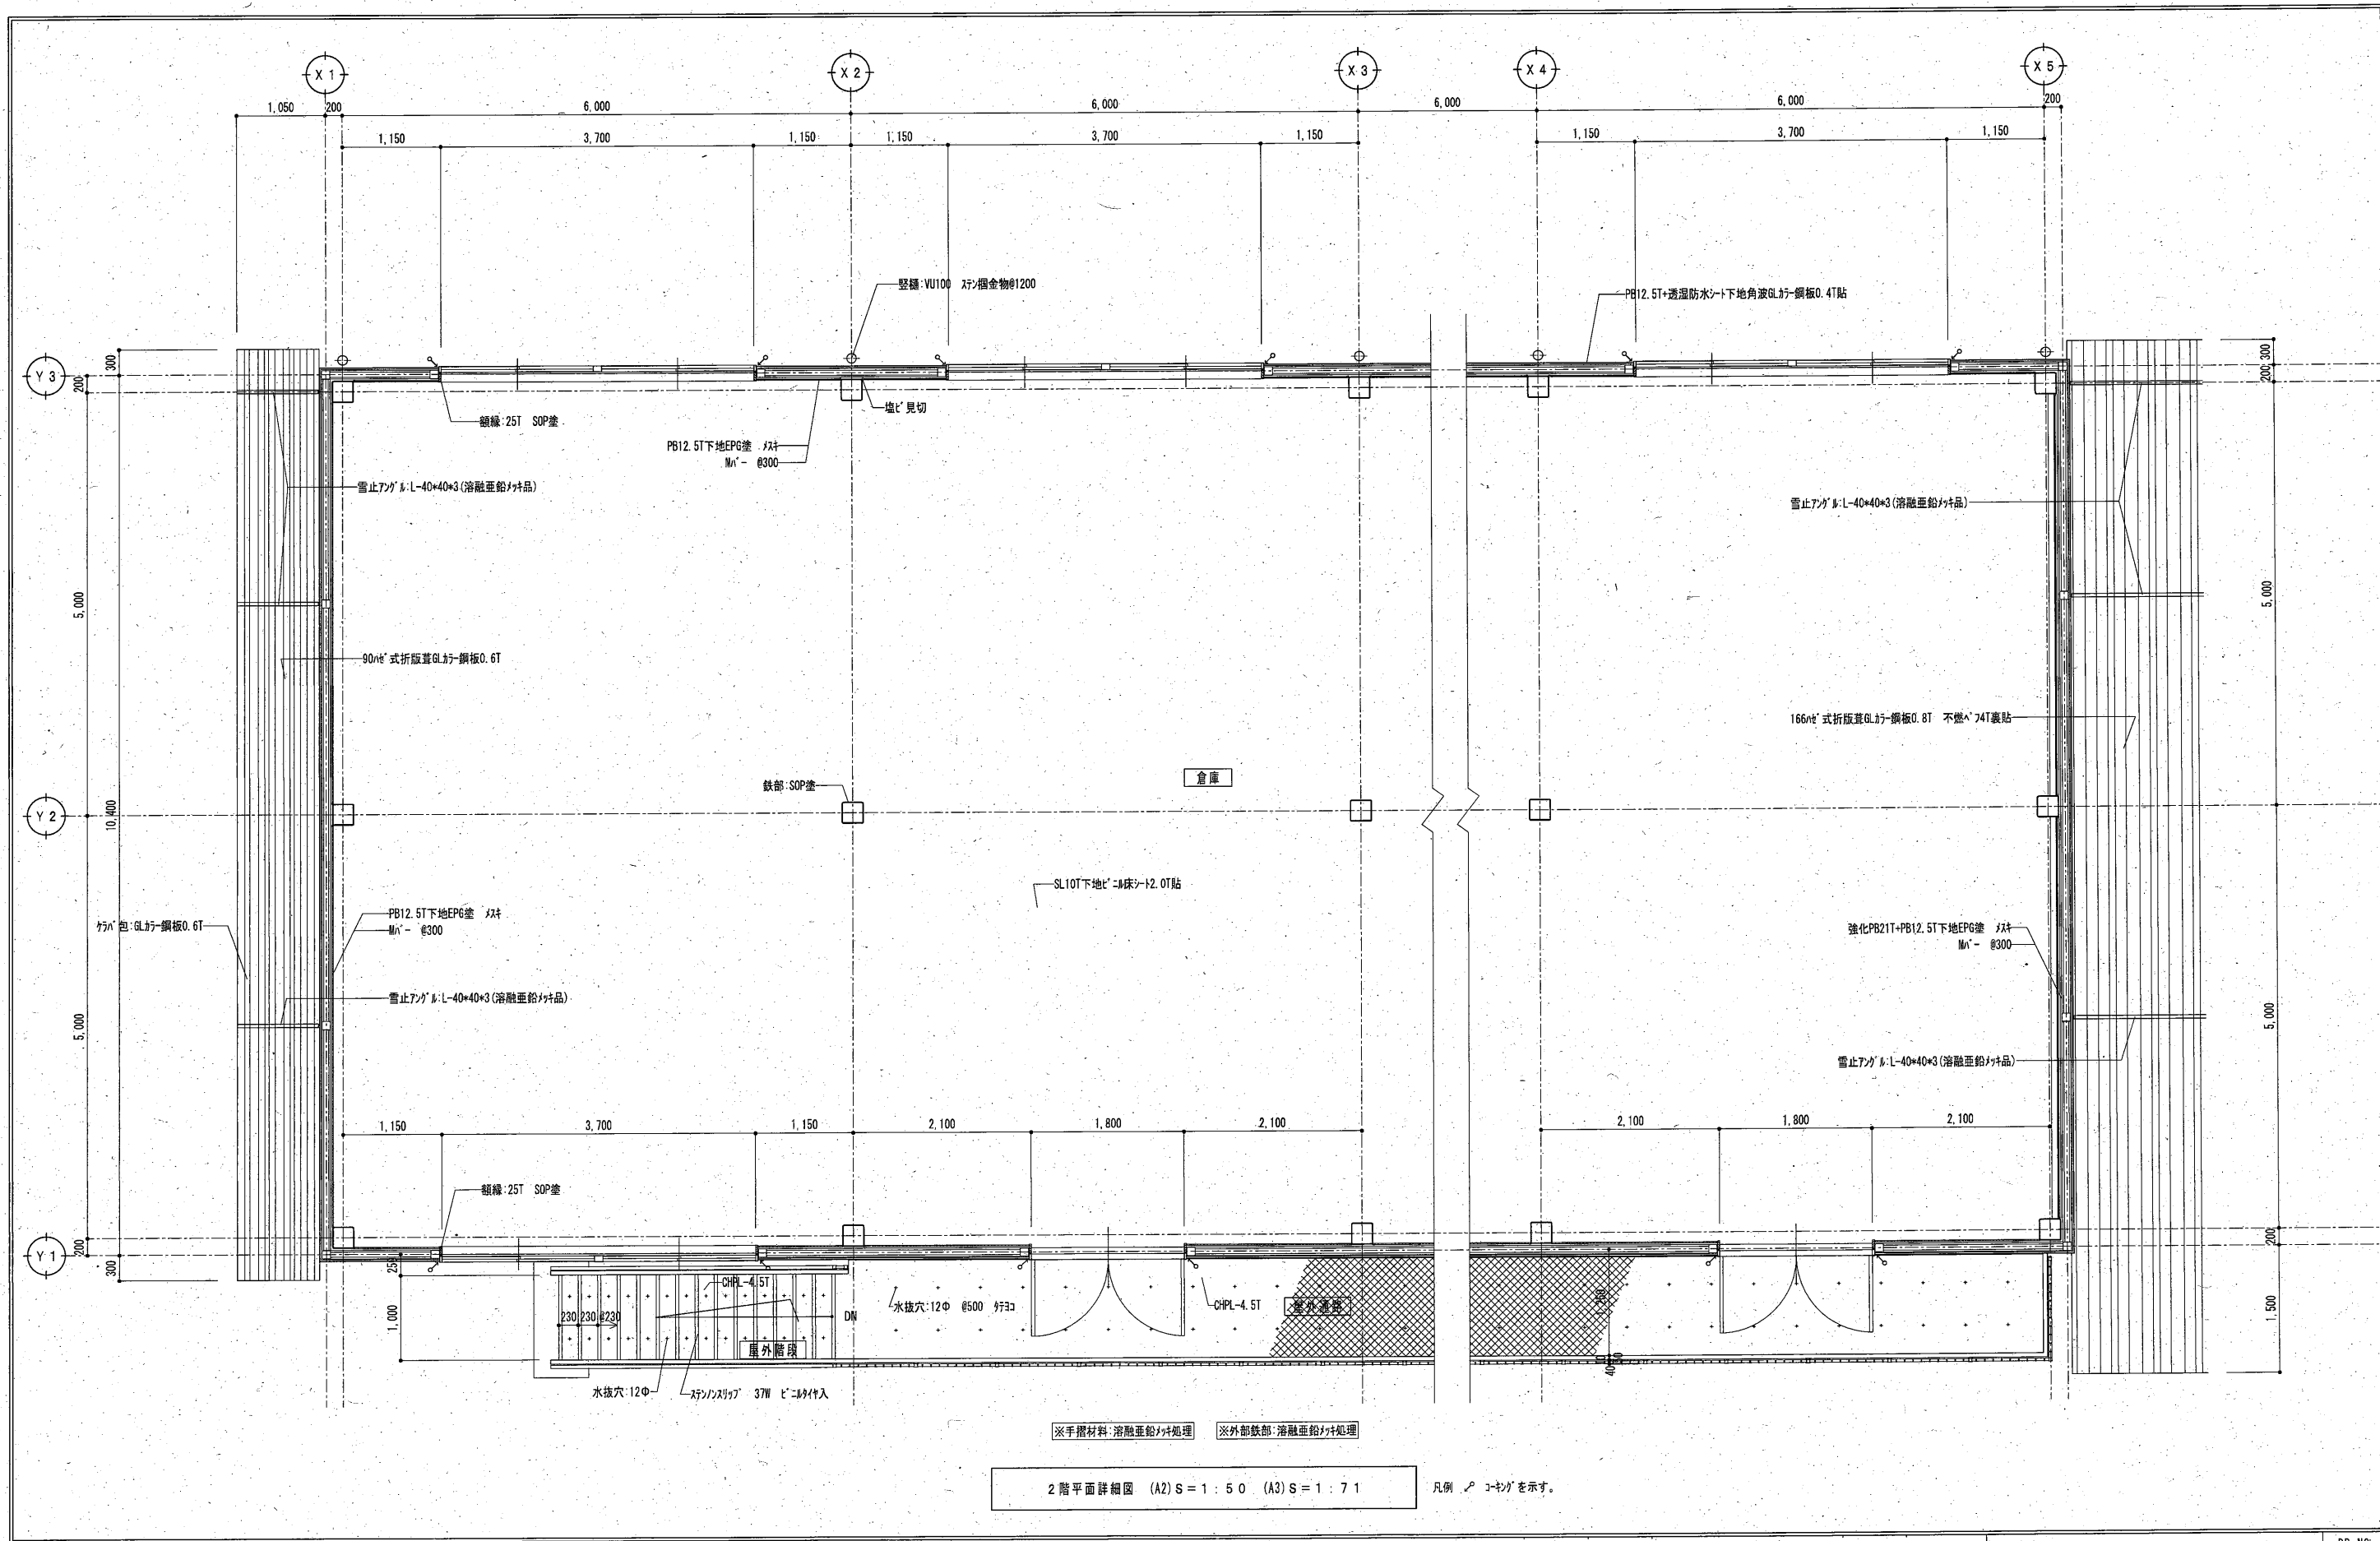 X 1
X 2
X 3
X 4
X 5
1,050
200
6,000
6,000
6,000
6,000
200
1,150
3,700
1,150
1,150
3,700
1,150
1,150
3,700
1,150
竪樋:VU100 ｽﾃﾝ掴金物@1200
PB12.5T+透湿防水ｼｰﾄ下地角波GLｶﾗｰ鋼板0.4T貼
Y 3
300
200
300
200
額縁:25T SOP塗
塩ﾋﾞ見切
PB12.5T下地EPG塗 ﾒｽｷ
Mﾊﾞｰ @300
雪止ｱﾝｸﾞﾙ:L-40*40*3(溶融亜鉛ﾒｯｷ品)
雪止ｱﾝｸﾞﾙ:L-40*40*3(溶融亜鉛ﾒｯｷ品)
5,000
5,000
90ﾊｾﾞ式折版葺GLｶﾗｰ鋼板0.6T
166ﾊｾﾞ式折版葺GLｶﾗｰ鋼板0.8T 不燃ﾍﾟﾌ4T裏貼
倉庫
鉄部:SOP塗
Y 2
10,400
SL10T下地ﾋﾞﾆﾙ床ｼｰﾄ2.0T貼
ｹﾗﾊﾞ包:GLｶﾗｰ鋼板0.6T
PB12.5T下地EPG塗 ﾒｽｷ
Mﾊﾞｰ @300
強化PB21T+PB12.5T下地EPG塗 ﾒｽｷ
Mﾊﾞｰ @300
雪止ｱﾝｸﾞﾙ:L-40*40*3(溶融亜鉛ﾒｯｷ品)
雪止ｱﾝｸﾞﾙ:L-40*40*3(溶融亜鉛ﾒｯｷ品)
5,000
5,000
1,150
3,700
1,150
2,100
1,800
2,100
2,100
1,800
2,100
額縁:25T SOP塗
Y 1
200
300
200
250
1,000
1,500
CHPL-4.5T
230
230
@230
DN
水抜穴:12Φ @500 ﾀﾃﾖｺ
CHPL-4.5T
屋外通路
屋外階段
水抜穴:12Φ
ｽﾃﾝﾉﾝｽﾘｯﾌﾟ 37W ﾋﾞﾆﾙﾀｲﾔ入
※手摺材料:溶融亜鉛ﾒｯｷ処理
※外部鉄部:溶融亜鉛ﾒｯｷ処理
2階平面詳細図 (A2)S=1:50 (A3)S=1:71
凡例 ｺｰｷﾝｸﾞを示す。